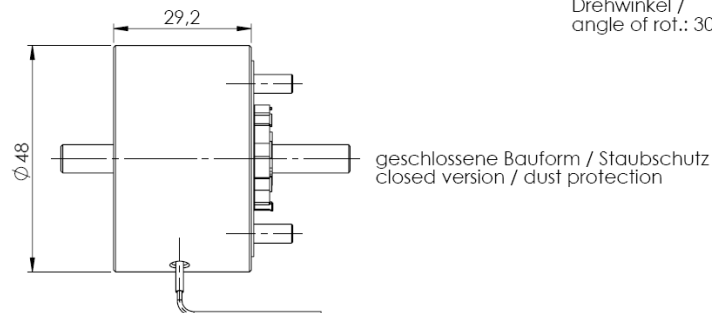 Drehwinkel /
angle of rot.: 30
29,2
Ø 48
geschlossene Bauform / Staubschutz
closed version / dust protection